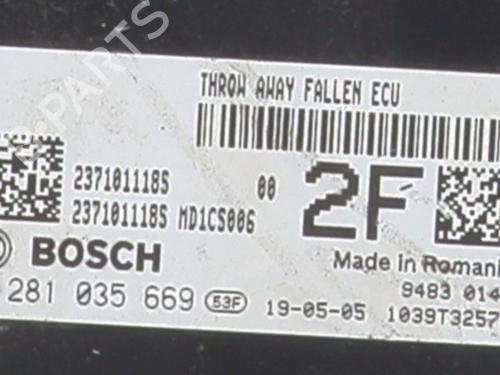 THROW AWAY FALLEN ECU
237101118S 00
237101118S MD1CS006
2F
BOSCH
Made in Romani
281 035 669 53F 19-05-05
9483 014
1039T3257
PARTS